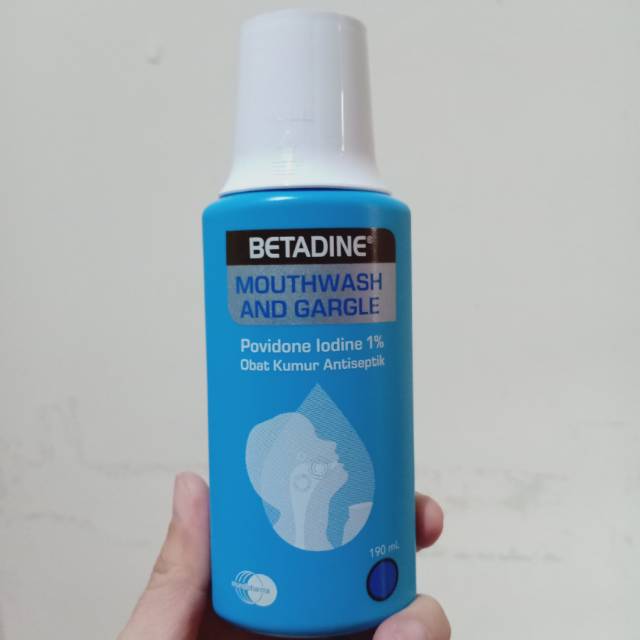 BETADINE®
MOUTHWASH
AND GARGLE
Povidone Iodine 1%
Obat Kumur Antiseptik
190 mL